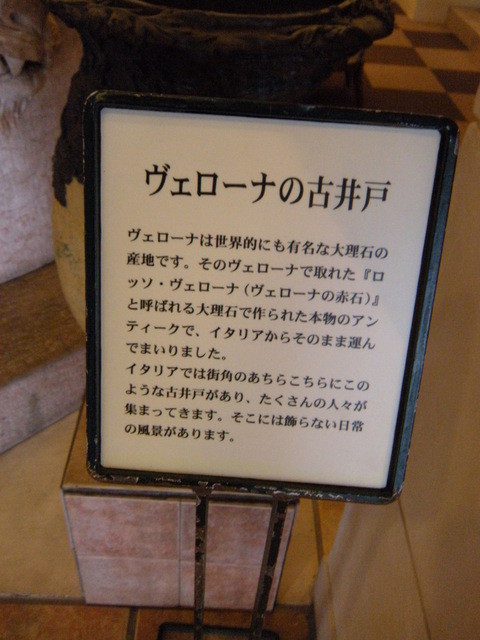 ヴェローナの古井戸
ヴェローナは世界的にも有名な大理石の
産地です。そのヴェローナで取れた『ロ
ッソ・ヴェローナ(ヴェローナの赤石)』
と呼ばれる大理石で作られた本物のアン
ティークで、イタリアからそのまま運ん
でまいりました。
イタリアでは街角のあちらこちらにこの
ような古井戸があり、たくさんの人々が
集まってきます。そこには飾らない日常
の風景があります。